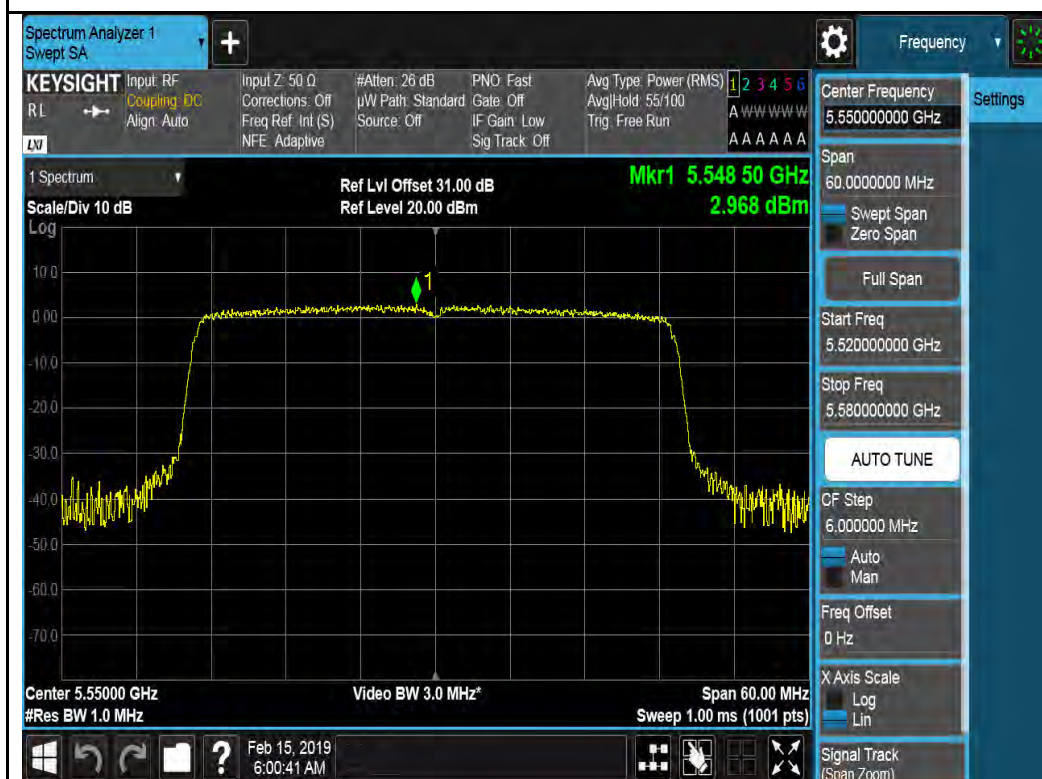 Spectrum Analyzer 1
Swept SA
+
Frequency
KEYSIGHT
RL
LXI
Input: RF
Coupling: DC
Align: Auto
Input Z: 50 Ω
Corrections: Off
Freq Ref: Int (S)
NFE: Adaptive
#Atten: 26 dB
µW Path: Standard
Source: Off
PNO: Fast
Gate: Off
IF Gain: Low
Sig Track: Off
Avg Type: Power (RMS)
Avg|Hold: 55/100
Trig: Free Run
1 2 3 4 5 6
A W W W W W
A A A A A A
1 Spectrum
Scale/Div 10 dB
Ref Lvl Offset 31.00 dB
Ref Level 20.00 dBm
Mkr1 5.548 50 GHz
2.968 dBm
Log
10.0
0.00
-10.0
-20.0
-30.0
-40.0
-50.0
-60.0
-70.0
1
Center 5.55000 GHz
#Res BW 1.0 MHz
Video BW 3.0 MHz*
Span 60.00 MHz
Sweep 1.00 ms (1001 pts)
?
Feb 15, 2019
6:00:41 AM
Center Frequency
5.550000000 GHz
Span
60.0000000 MHz
Swept Span
Zero Span
Full Span
Start Freq
5.520000000 GHz
Stop Freq
5.580000000 GHz
AUTO TUNE
CF Step
6.000000 MHz
Auto
Man
Freq Offset
0 Hz
X Axis Scale
Log
Lin
Signal Track
(Span Zoom)
Settings